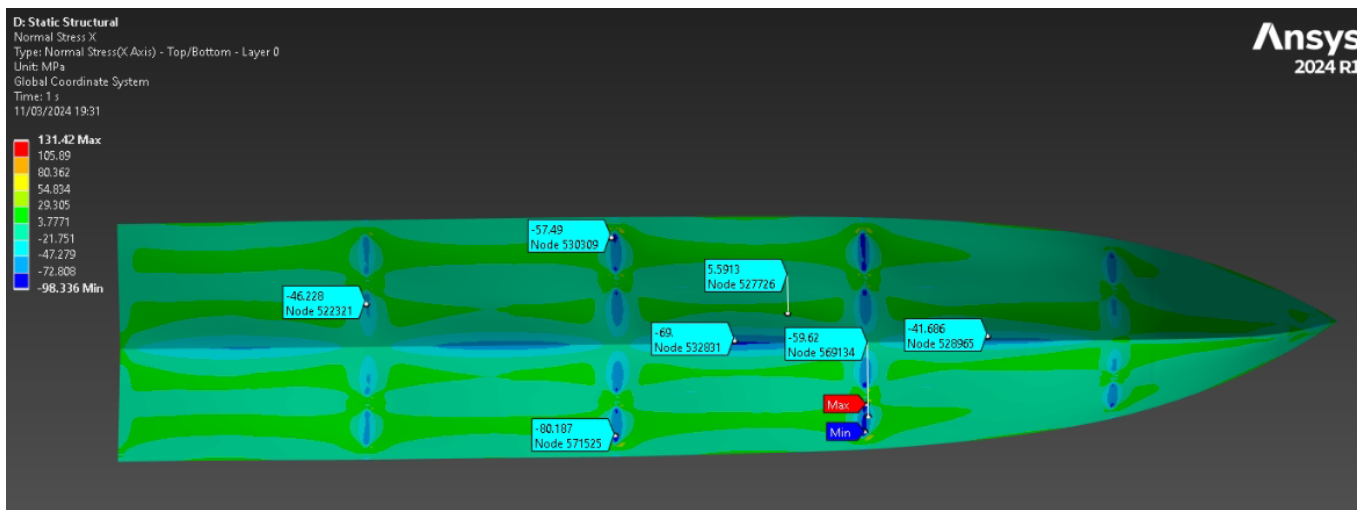 D: Static Structural
Normal Stress X
Type: Normal Stress(X Axis) - Top/Bottom - Layer 0
Unit: MPa
Global Coordinate System
Time: 1 s
11/03/2024 19:31
131.42 Max
105.89
80.362
54.834
29.305
3.7771
-21.751
-47.279
-72.808
-98.336 Min
Ansys
2024 R1
-57.49
Node 530309
5.5913
Node 527726
-46.228
Node 522321
-69.
Node 532831
-59.62
Node 569134
-41.686
Node 528965
Max
Min
-80.187
Node 571525